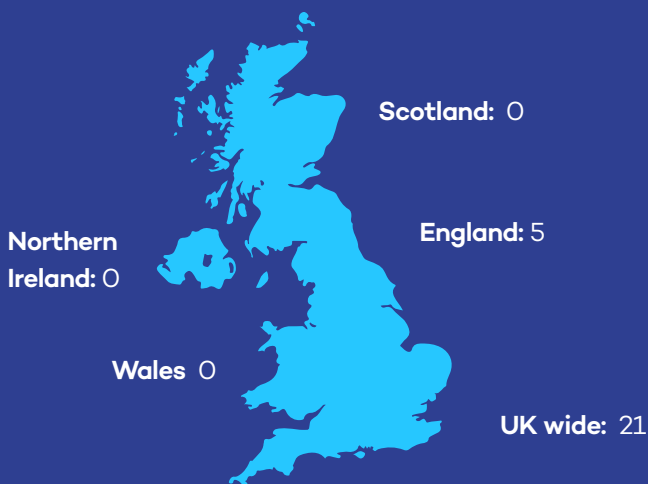 Scotland: 0
England: 5
Northern
Ireland: 0
Wales 0
UK wide: 21